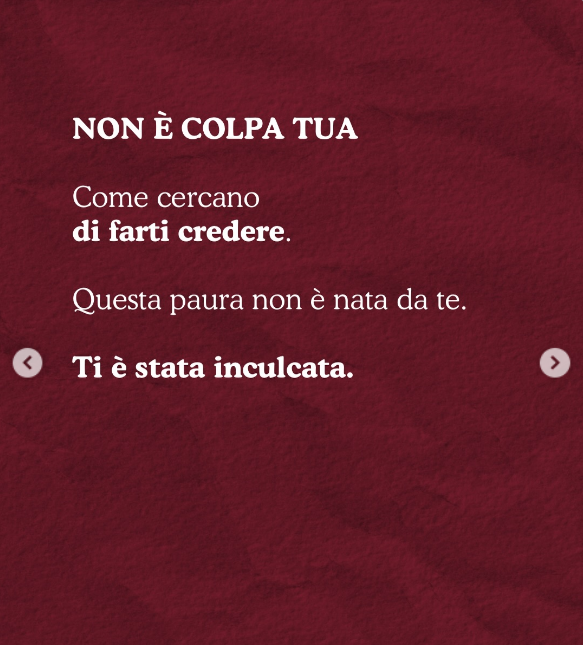 NON È COLPA TUA
Come cercano
di farti credere.
Questa paura non è nata da te.
Ti è stata inculcata.